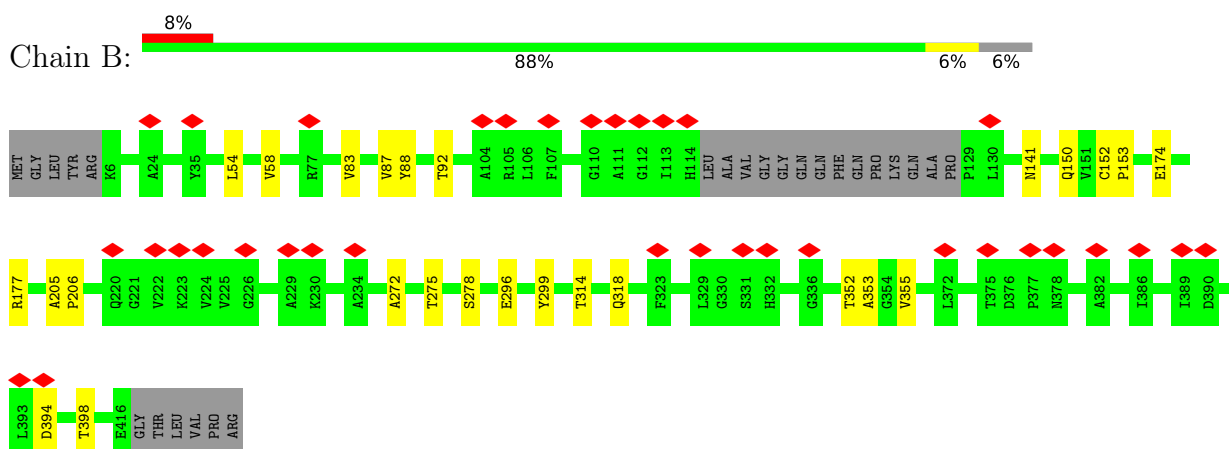 8%
Chain B:
88% 6% 6%
MET GLY LEU TYR ARG K6 A24 Y35 L54 V58 R77 V83 V87 Y88 T92 A104 R105 L106 F107 G110 A111 G112 I113 H114 LEU ALA VAL GLY GLY GLN GLN PHE GLN PRO LYS GLN ALA PRO P129 L130 N141 Q150 V151 C152 P153 E174
R177 A205 P206 Q220 G221 V222 K223 V224 V225 G226 A229 K230 A234 A272 T275 S278 E296 Y299 T314 Q318 F323 L329 G330 S331 H332 G336 T352 A353 G354 V355 L372 T375 D376 P377 N378 A382 I386 I389 D390
L393 D394 T398 E416 GLY THR LEU VAL PRO ARG